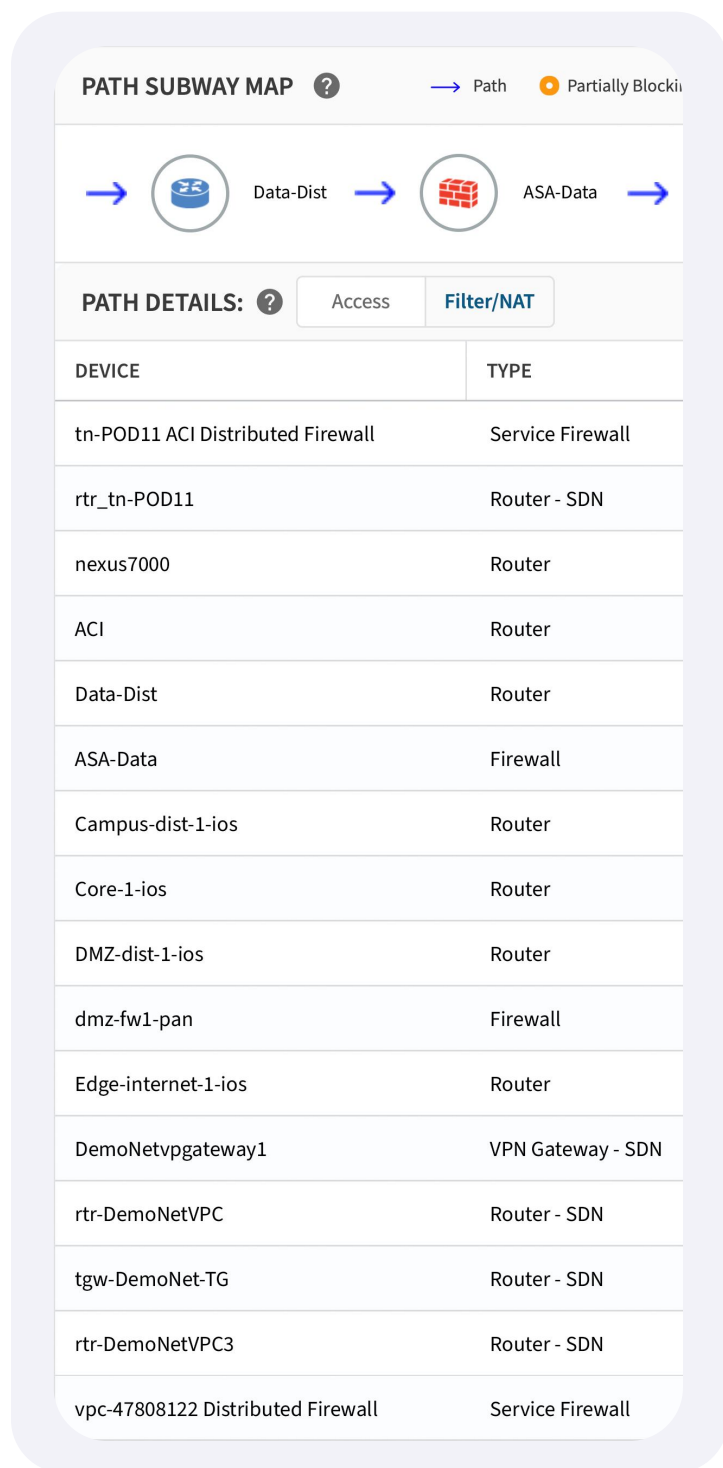 PATH SUBWAY MAP ? Path Partially Blocki
Data-Dist ASA-Data
PATH DETAILS: ? Access Filter/NAT
DEVICE TYPE
tn-POD11 ACI Distributed Firewall Service Firewall
rtr_tn-POD11 Router - SDN
nexus7000 Router
ACI Router
Data-Dist Router
ASA-Data Firewall
Campus-dist-1-ios Router
Core-1-ios Router
DMZ-dist-1-ios Router
dmz-fw1-pan Firewall
Edge-internet-1-ios Router
DemoNetvpgateway1 VPN Gateway - SDN
rtr-DemoNetVPC Router - SDN
tgw-DemoNet-TG Router - SDN
rtr-DemoNetVPC3 Router - SDN
vpc-47808122 Distributed Firewall Service Firewall